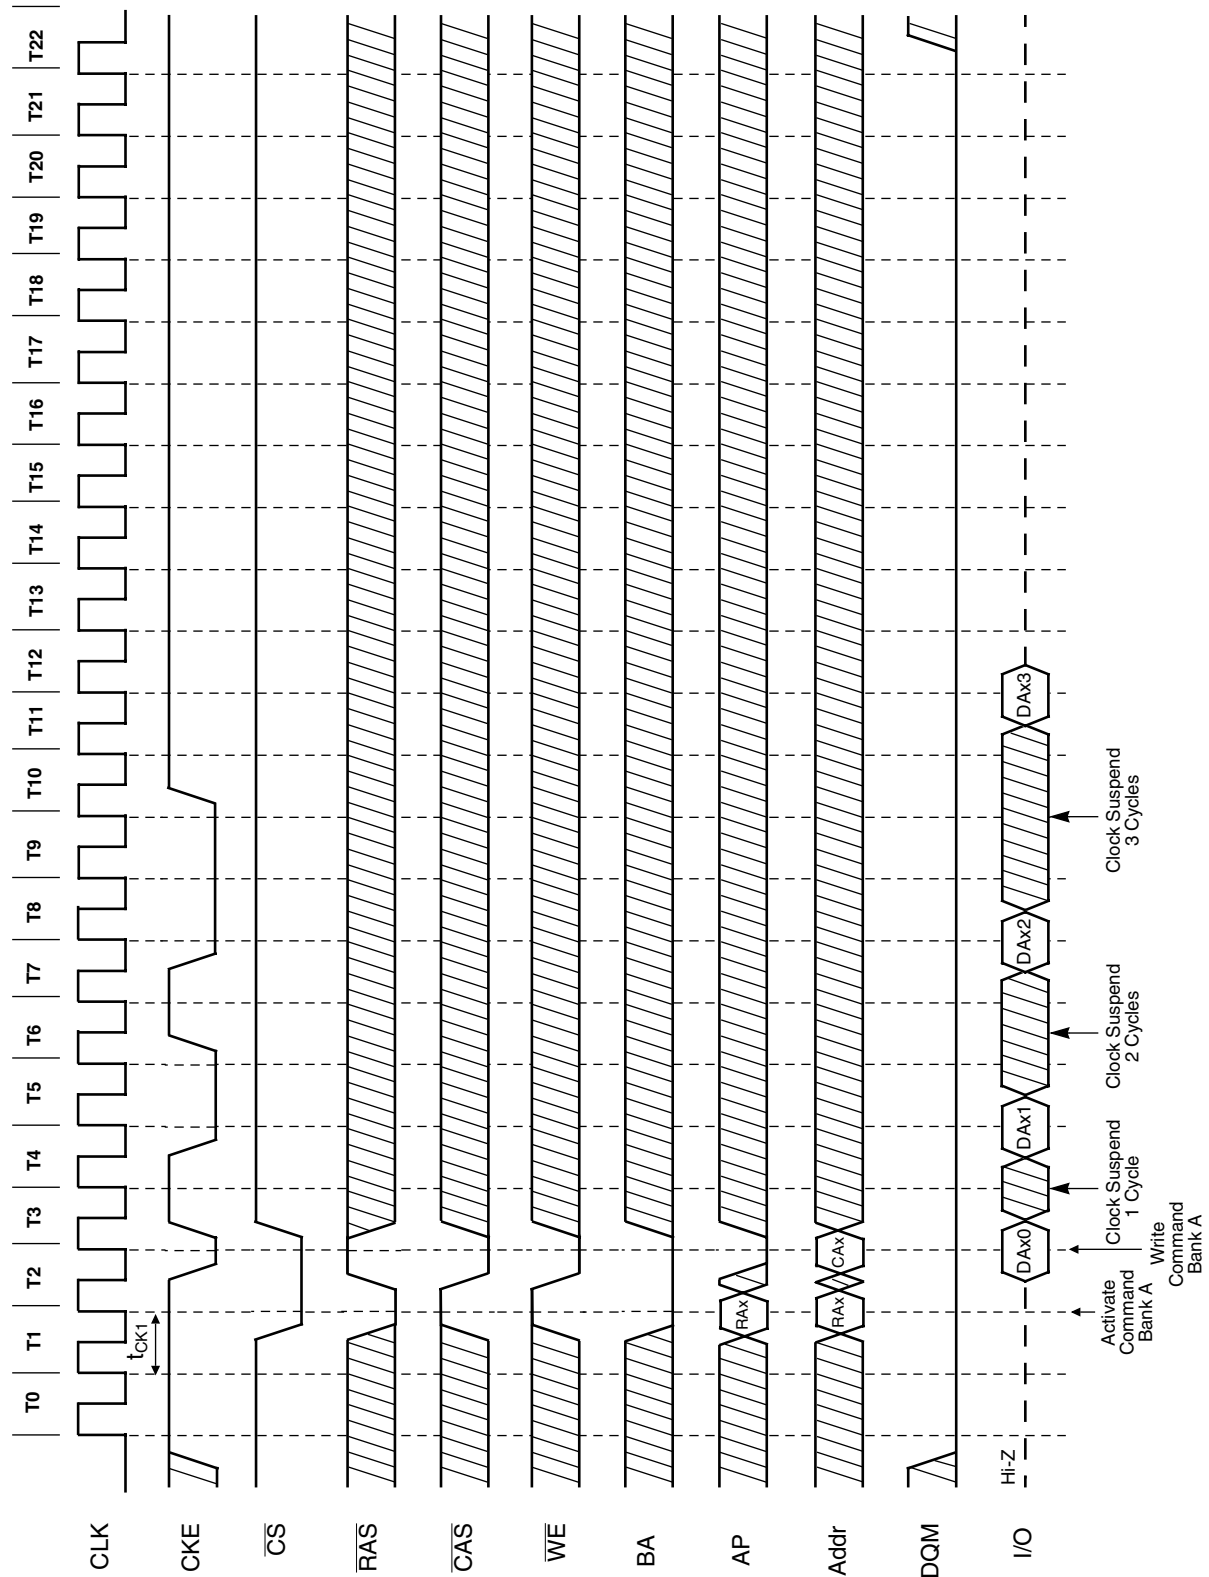 T0 T1 T2 T3 T4 T5 T6 T7 T8 T9 T10 T11 T12 T13 T14 T15 T16 T17 T18 T19 T20 T21 T22
CLK
tCK1
CKE
CS
RAS
CAS
WE
BA
AP
RAx
Addr
RAx CAx
DQM
I/O
Hi-Z
DAx0 DAx1 DAx2 DAx3
Activate
Command
Bank A
Write
Command
Bank A
Clock Suspend
1 Cycle
Clock Suspend
2 Cycles
Clock Suspend
3 Cycles